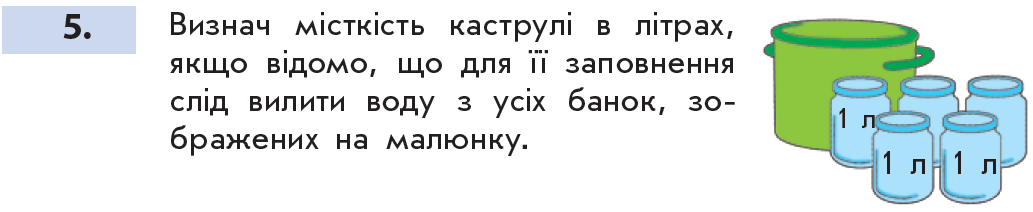 5.
Визнач місткість каструлі в літрах,
якщо відомо, що для її заповнення
слід вилити воду з усіх банок, зо-
бражених на малюнку.
1 л
1 л 1 л